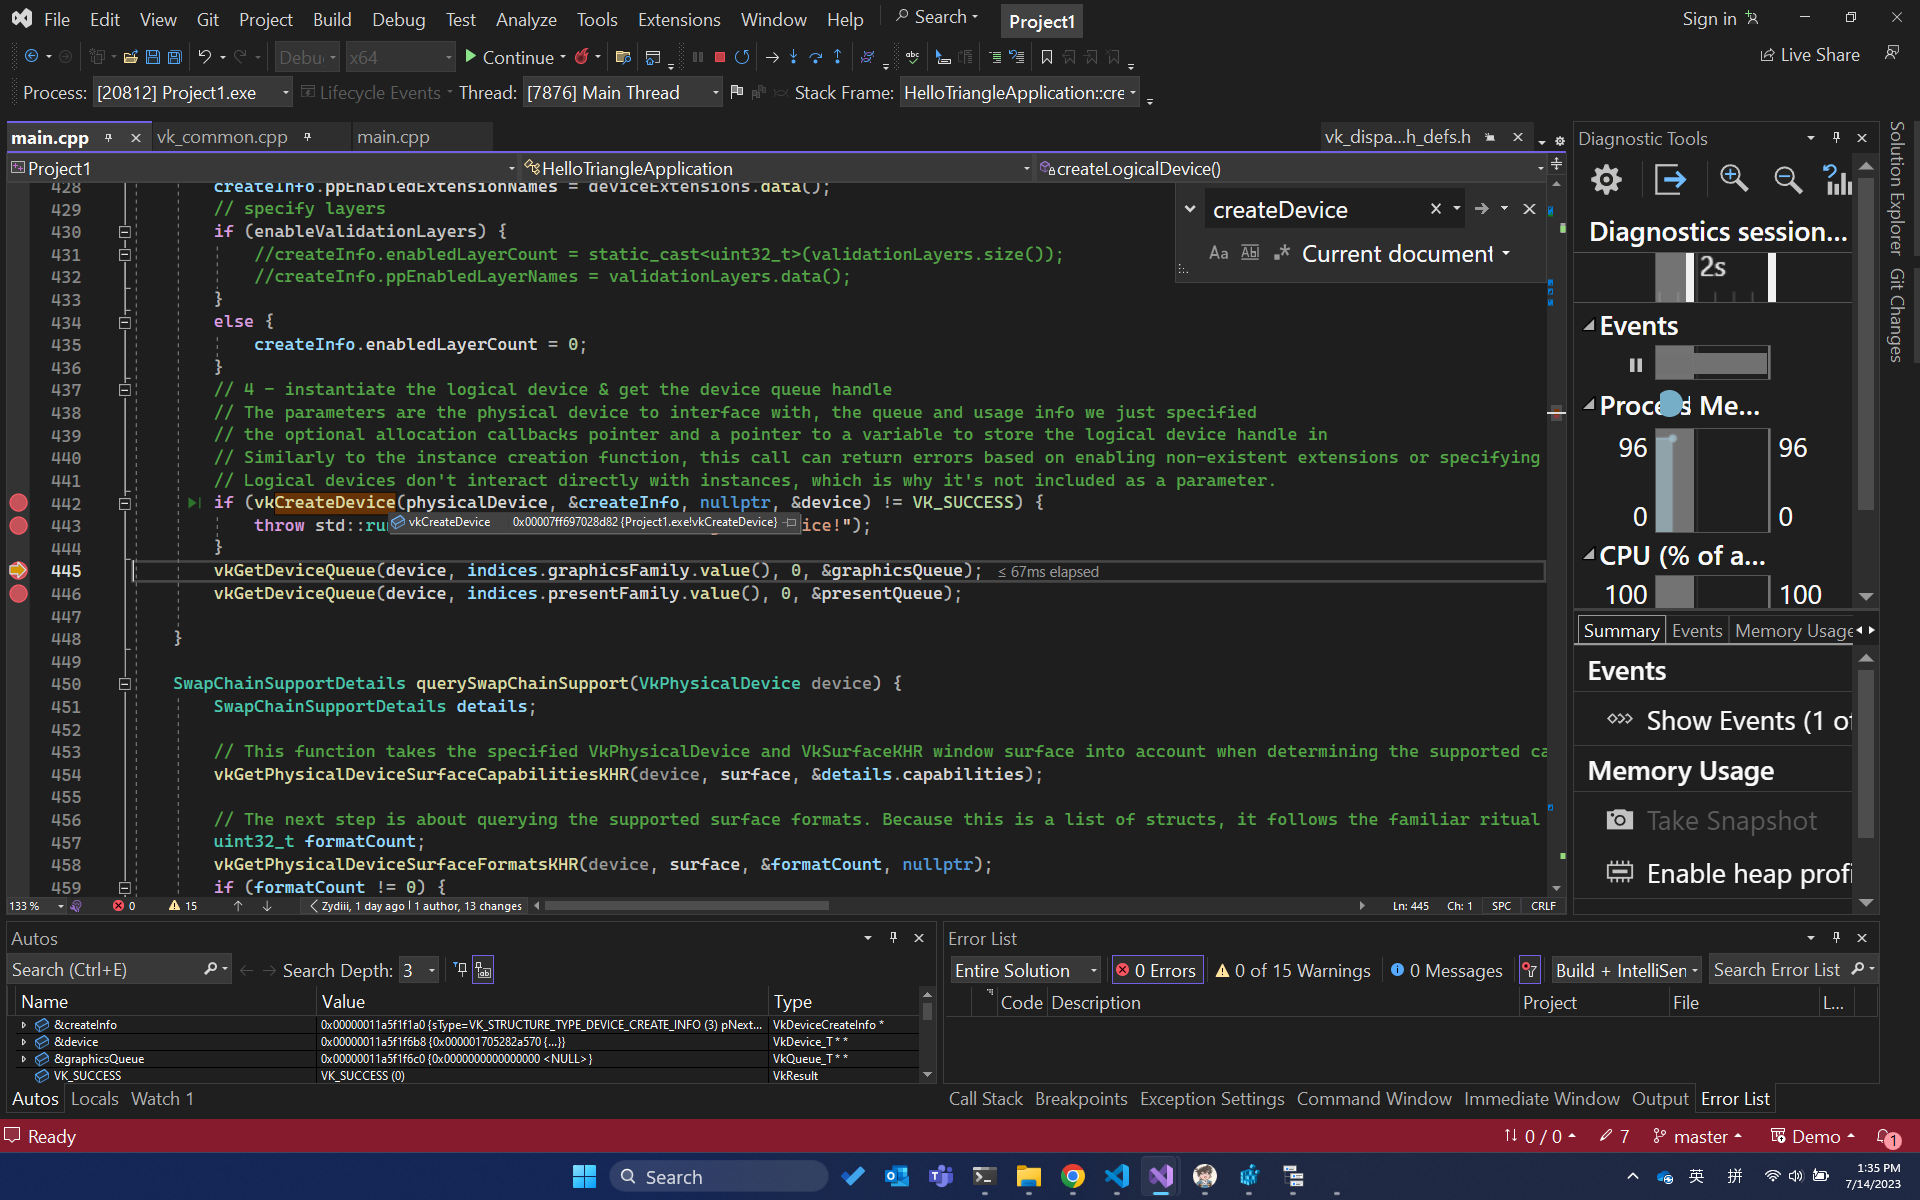 File Edit View Git Project Build Debug Test Analyze Tools Extensions Window Help Search Project1 Sign in
Debu x64 Continue Live Share
Process: [20812] Project1.exe Lifecycle Events Thread: [7876] Main Thread Stack Frame: HelloTriangleApplication::cre
main.cpp vk_common.cpp main.cpp vk_dispa...h_defs.h
Project1 HelloTriangleApplication createLogicalDevice()
428 createInfo.ppEnabledExtensionNames = deviceExtensions.data();
429 // specify layers
430 if (enableValidationLayers) {
431 //createInfo.enabledLayerCount = static_cast<uint32_t>(validationLayers.size());
432 //createInfo.ppEnabledLayerNames = validationLayers.data();
433 }
434 else {
435 createInfo.enabledLayerCount = 0;
436 }
437 // 4 - instantiate the logical device & get the device queue handle
438 // The parameters are the physical device to interface with, the queue and usage info we just specified
439 // the optional allocation callbacks pointer and a pointer to a variable to store the logical device handle in
440 // Similarly to the instance creation function, this call can return errors based on enabling non-existent extensions or specifying
441 // Logical devices don't interact directly with instances, which is why it's not included as a parameter.
442 if (vkCreateDevice(physicalDevice, &createInfo, nullptr, &device) != VK_SUCCESS) {
443 throw std::run ice!");
vkCreateDevice 0x00007ff697028d82 {Project1.exe!vkCreateDevice}
444 }
445 vkGetDeviceQueue(device, indices.graphicsFamily.value(), 0, &graphicsQueue); ≤ 67ms elapsed
446 vkGetDeviceQueue(device, indices.presentFamily.value(), 0, &presentQueue);
447
448 }
449
450 SwapChainSupportDetails querySwapChainSupport(VkPhysicalDevice device) {
451 SwapChainSupportDetails details;
452
453 // This function takes the specified VkPhysicalDevice and VkSurfaceKHR window surface into account when determining the supported ca
454 vkGetPhysicalDeviceSurfaceCapabilitiesKHR(device, surface, &details.capabilities);
455
456 // The next step is about querying the supported surface formats. Because this is a list of structs, it follows the familiar ritual
457 uint32_t formatCount;
458 vkGetPhysicalDeviceSurfaceFormatsKHR(device, surface, &formatCount, nullptr);
459 if (formatCount != 0) {
createDevice
Aa Ab .* Current document
133 % 0 15 Zydiii, 1 day ago | 1 author, 13 changes Ln: 445 Ch: 1 SPC CRLF
Diagnostic Tools
Diagnostics session...
2s
Events
Process Me...
96 96
0 0
CPU (% of a...
100 100
Summary Events Memory Usage
Events
Show Events (1 of
Memory Usage
Take Snapshot
Enable heap profi
Solution Explorer
Git Changes
Autos
Search (Ctrl+E) Search Depth: 3
Name Value Type
&createInfo 0x00000011a5f1f1a0 {sType=VK_STRUCTURE_TYPE_DEVICE_CREATE_INFO (3) pNext... VkDeviceCreateInfo *
&device 0x00000011a5f1f6b8 {0x000001705282a570 {...}} VkDevice_T * *
&graphicsQueue 0x00000011a5f1f6c0 {0x0000000000000000 <NULL>} VkQueue_T * *
VK_SUCCESS VK_SUCCESS (0) VkResult
Autos Locals Watch 1
Error List
Entire Solution 0 Errors 0 of 15 Warnings 0 Messages Build + IntelliSen Search Error List
Code Description Project File L...
Call Stack Breakpoints Exception Settings Command Window Immediate Window Output Error List
Ready 0 / 0 7 master Demo 1
Search 英 拼 1:35 PM
7/14/2023